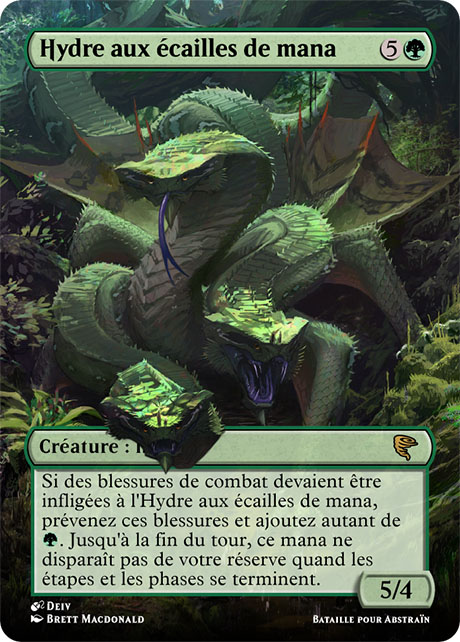 Hydre aux écailles de mana 5
Créature :
Si des blessures de combat devaient être
infligées à l'Hydre aux écailles de mana,
prévenez ces blessures et ajoutez autant de
. Jusqu'à la fin du tour, ce mana ne
disparaît pas de votre réserve quand les
étapes et les phases se terminent.
5/4
Deiv
Brett Macdonald
Bataille pour Abstraïn